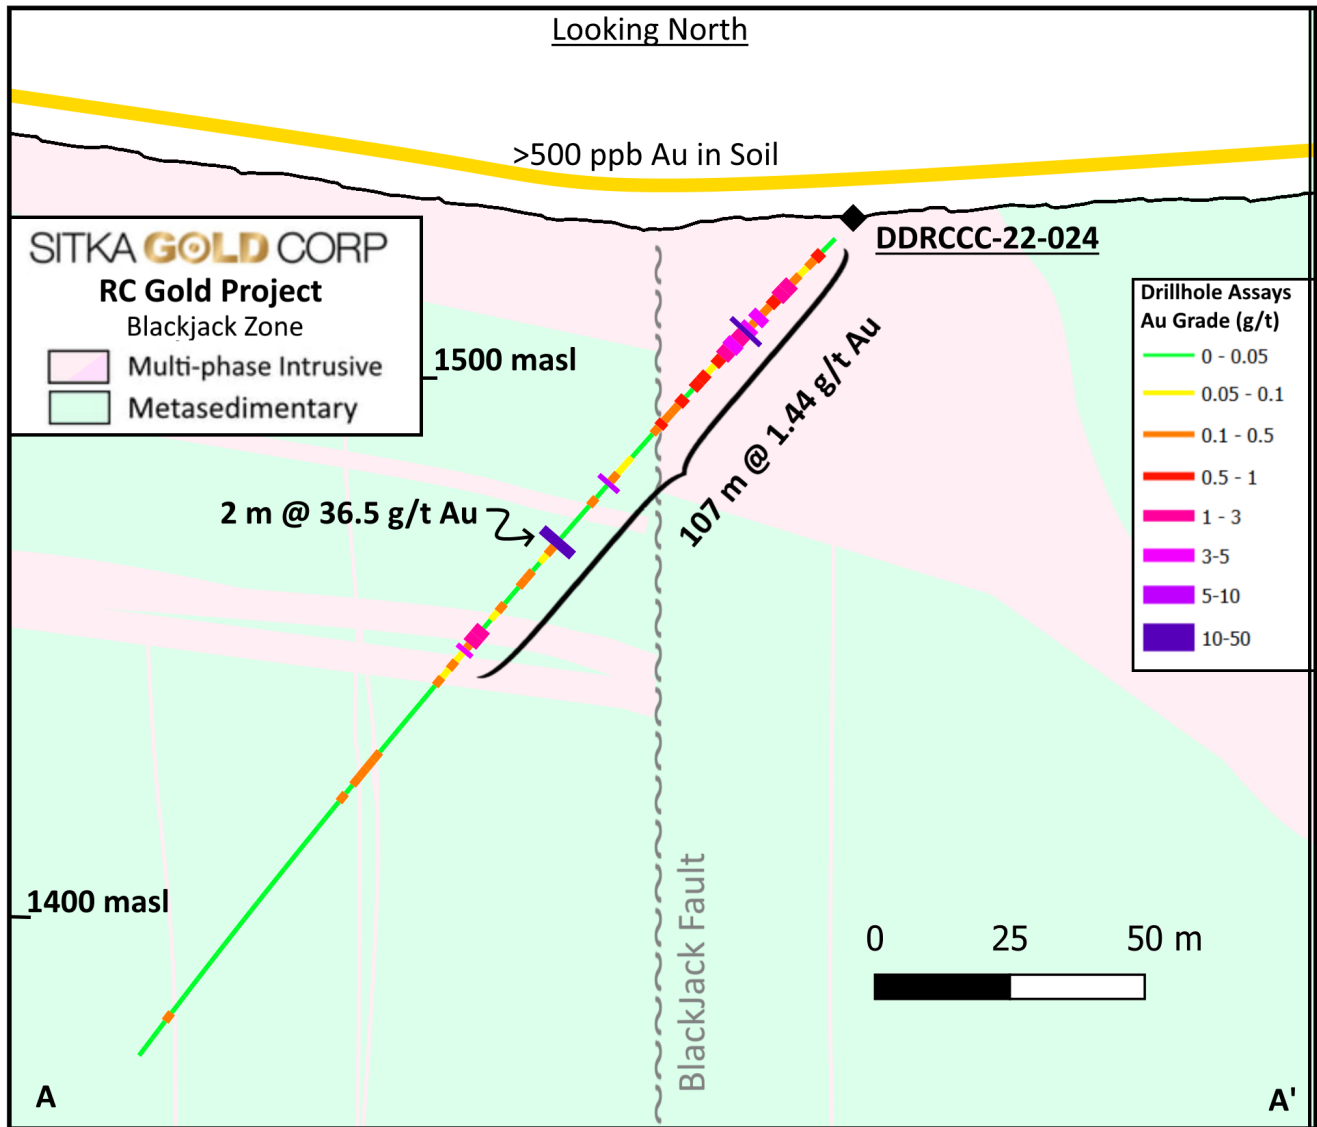 Looking North
>500 ppb Au in Soil
DDRCCC-22-024
SITKA GOLD CORP
RC Gold Project
Blackjack Zone
Multi-phase Intrusive
Metasedimentary
Drillhole Assays
Au Grade (g/t)
0 - 0.05
0.05 - 0.1
0.1 - 0.5
0.5 - 1
1 - 3
3-5
5-10
10-50
1500 masl
107 m @ 1.44 g/t Au
2 m @ 36.5 g/t Au
1400 masl
BlackJack Fault
0 25 50 m
A
A'